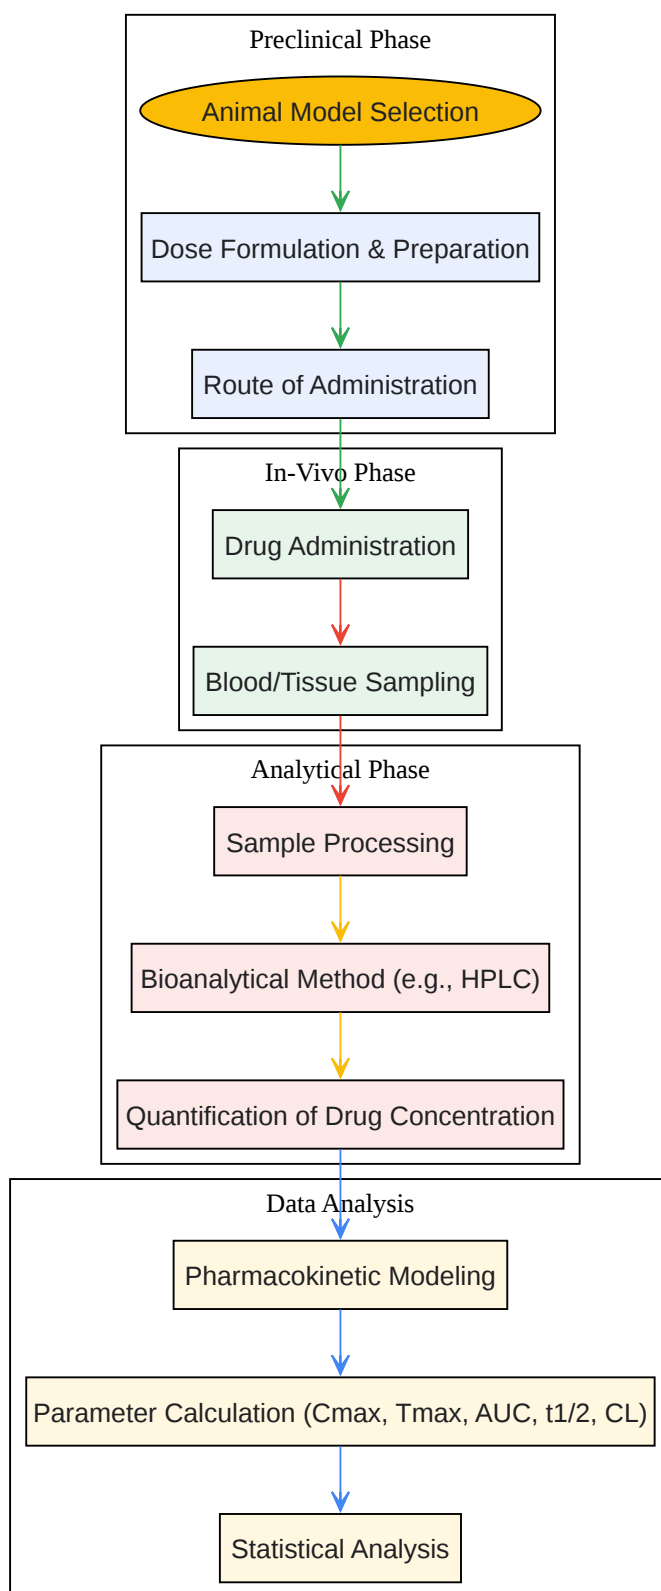 Preclinical Phase
Animal Model Selection
Dose Formulation & Preparation
Route of Administration
In-Vivo Phase
Drug Administration
Blood/Tissue Sampling
Analytical Phase
Sample Processing
Bioanalytical Method (e.g., HPLC)
Quantification of Drug Concentration
Data Analysis
Pharmacokinetic Modeling
Parameter Calculation (Cmax, Tmax, AUC, t1/2, CL)
Statistical Analysis